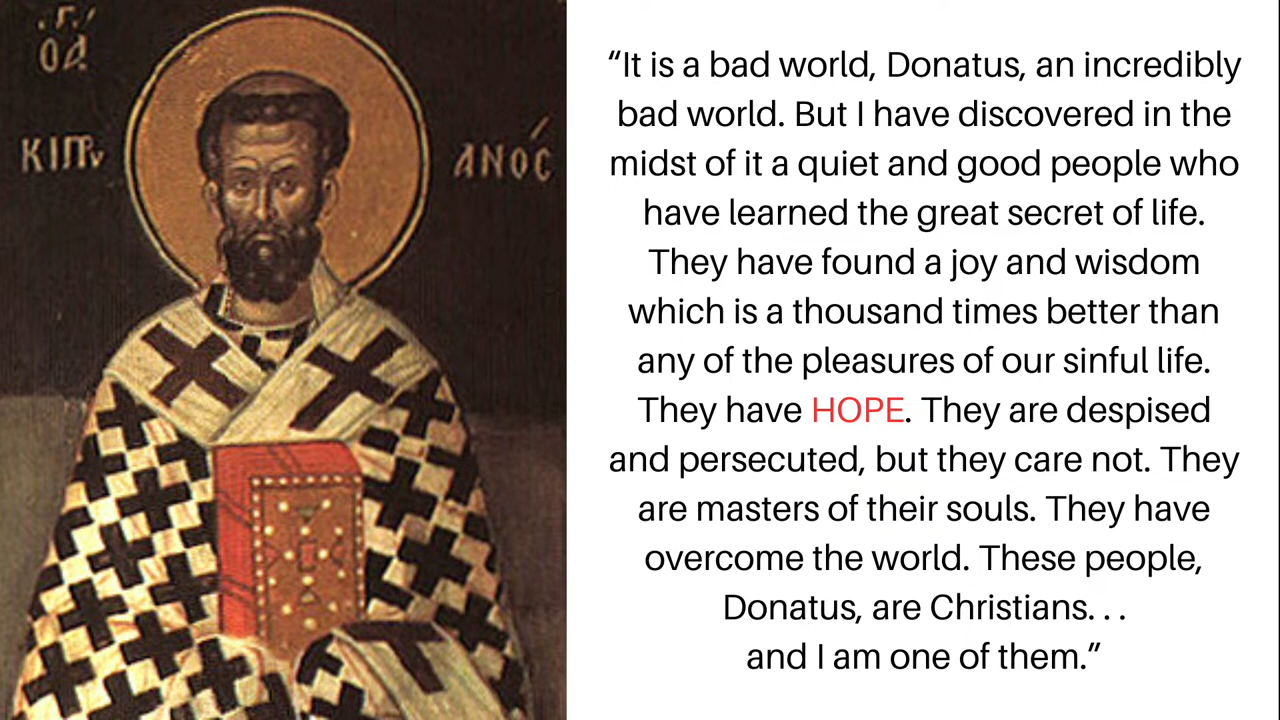 Ὁ Ἅγ.
ΚΙΠΡν
ΑΝΟС
“It is a bad world, Donatus, an incredibly
bad world. But I have discovered in the
midst of it a quiet and good people who
have learned the great secret of life.
They have found a joy and wisdom
which is a thousand times better than
any of the pleasures of our sinful life.
They have HOPE. They are despised
and persecuted, but they care not. They
are masters of their souls. They have
overcome the world. These people,
Donatus, are Christians. . .
and I am one of them.”